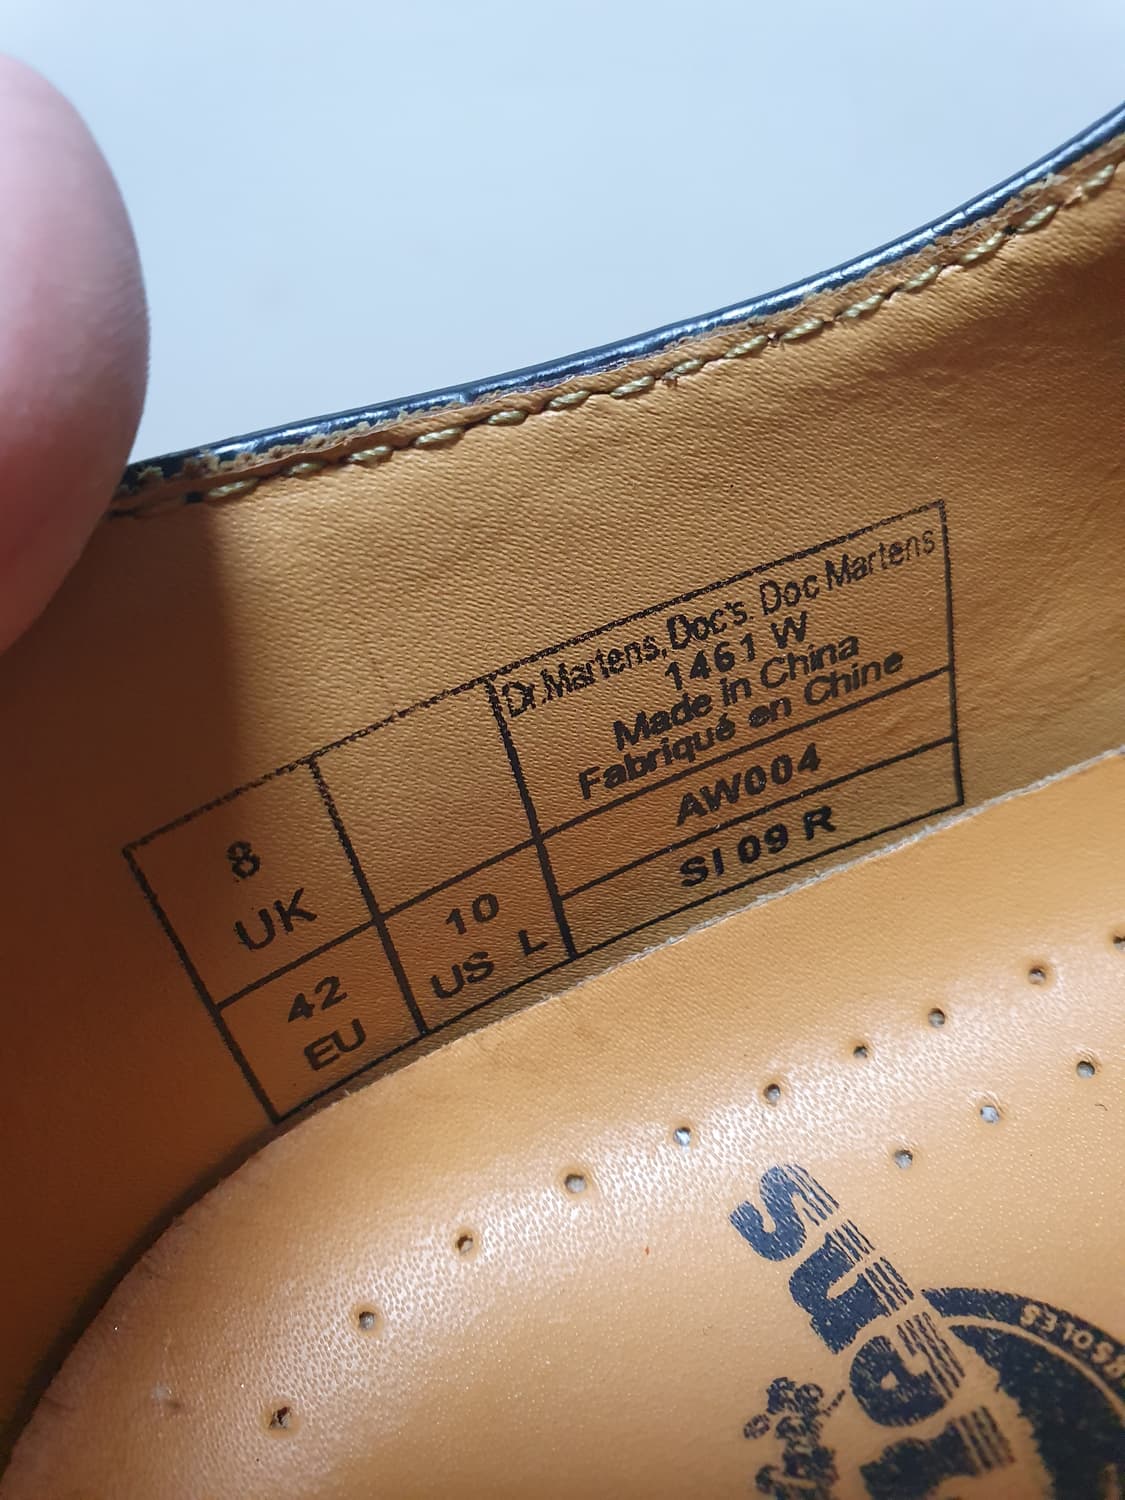 Dr.Martens, Doc's, Doc Martens
1461 W
Made in China
Fabriqué en Chine
AW004
SI 09 R
8
UK
42
EU
10
US L